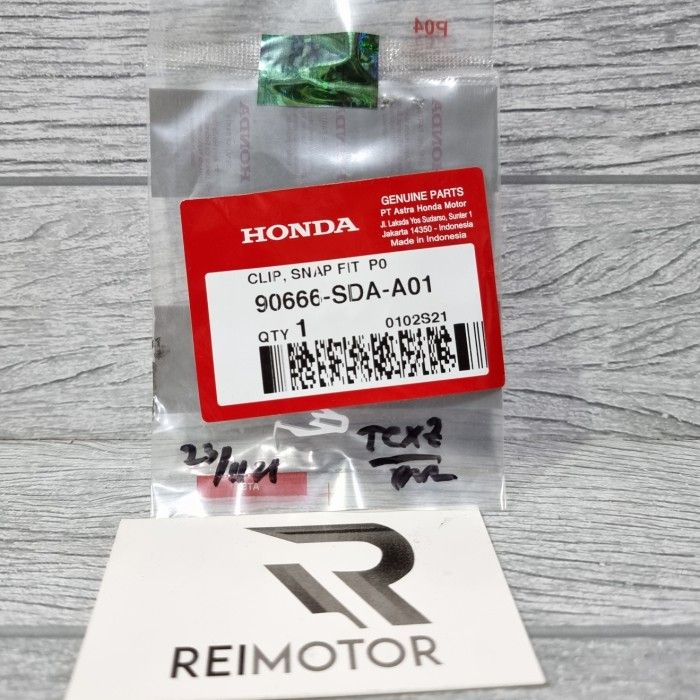 P04
HONDA
GENUINE PARTS
PT Astra Honda Motor
Jl. Laksda Yos Sudarso, Sunter 1
Jakarta 14350 - Indonesia
Made in Indonesia
CLIP, SNAP FIT P0
90666-SDA-A01
QTY 1
0102S21
TCXZ
REIMOTOR